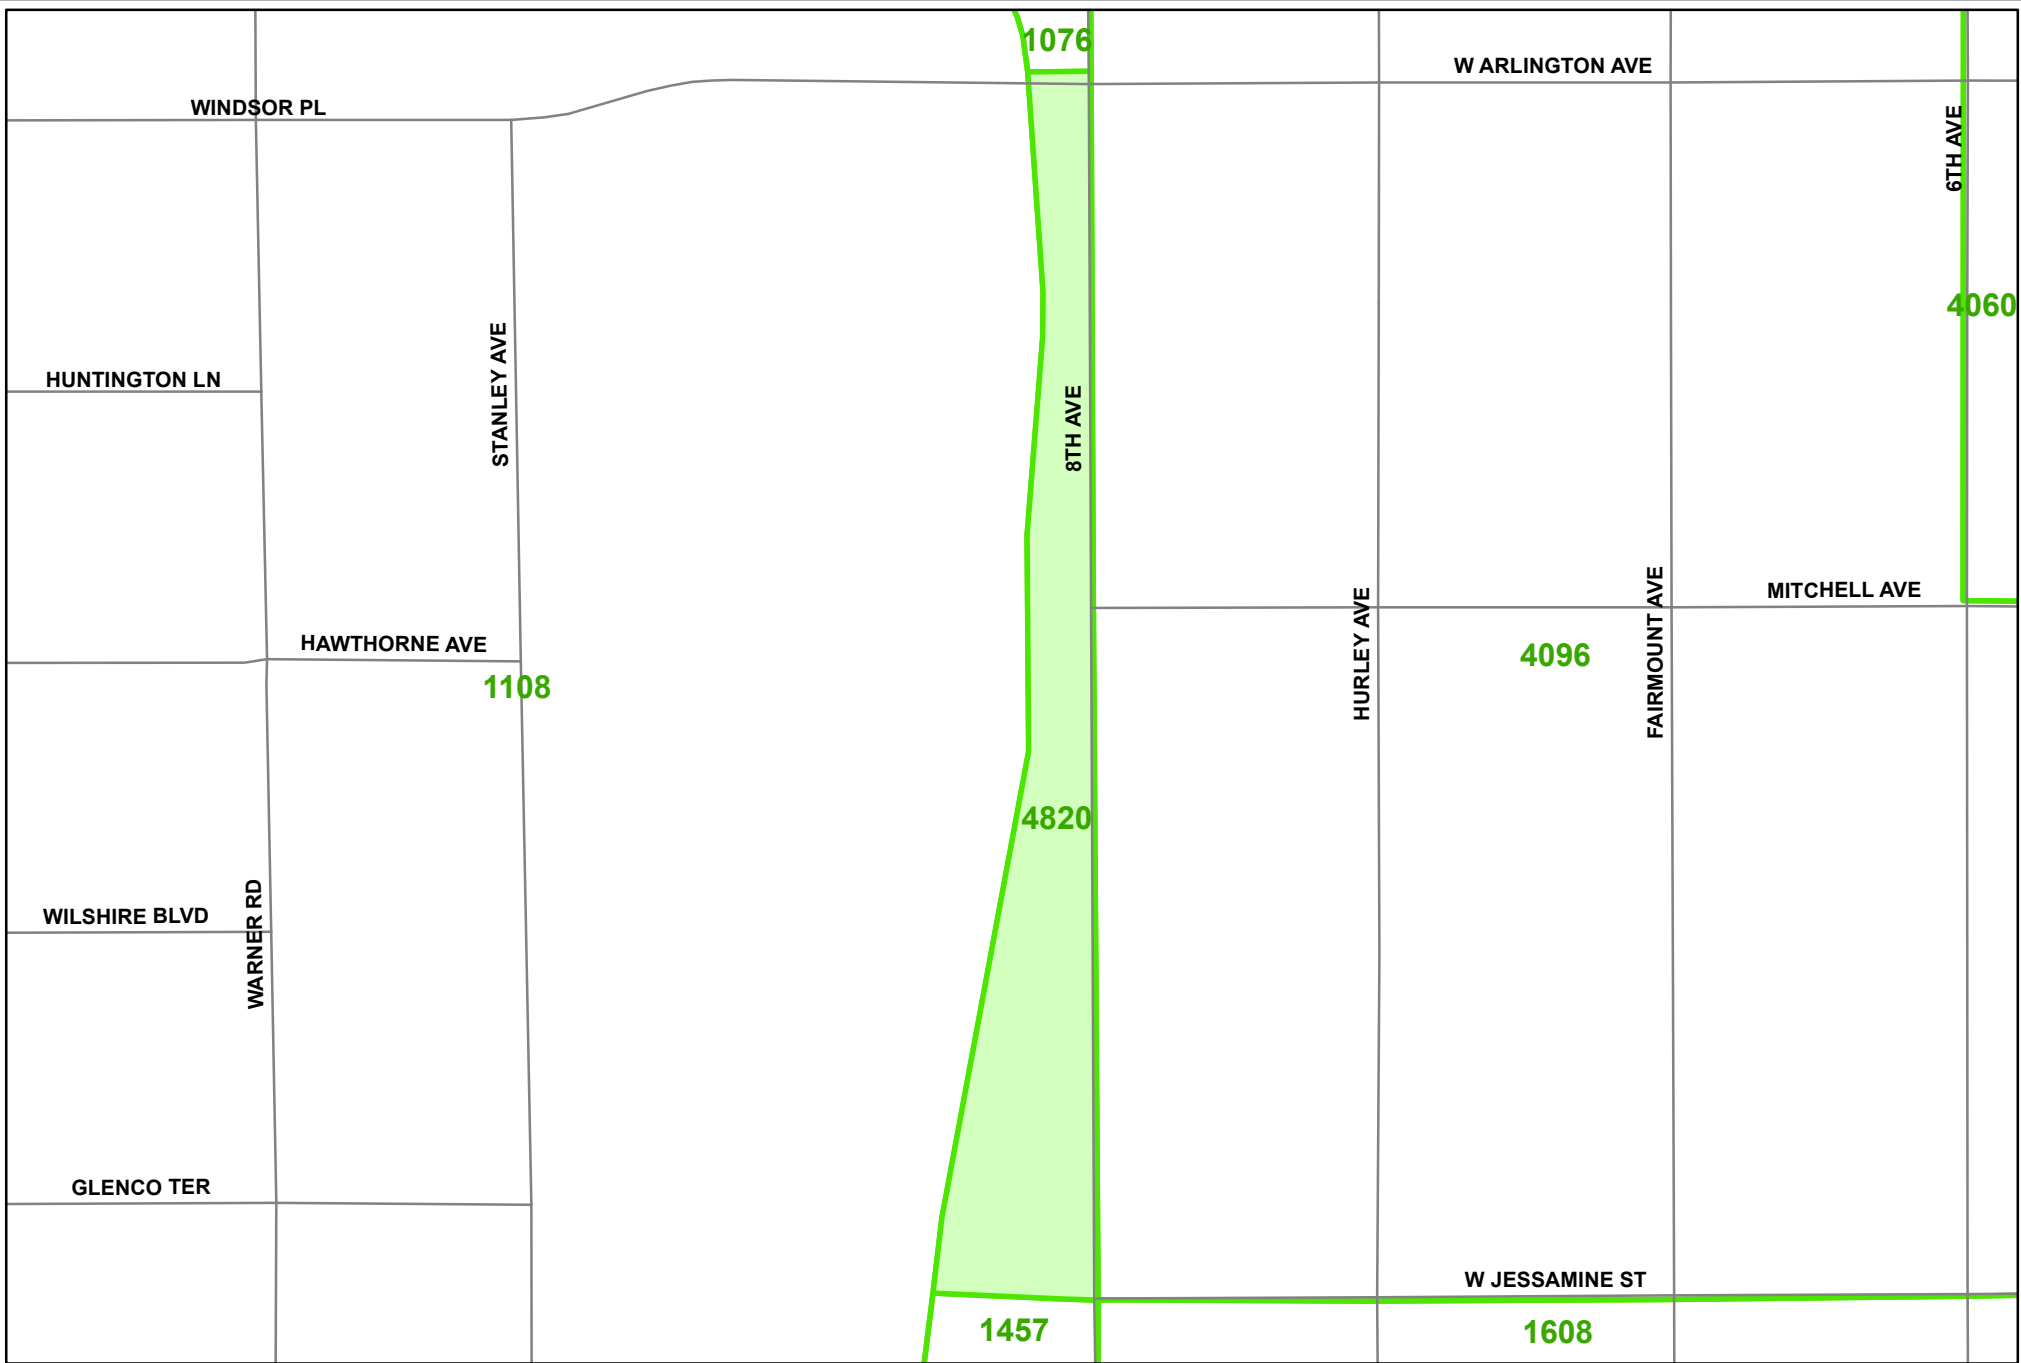 1076
W ARLINGTON AVE
WINDSOR PL
6TH AVE
4060
HUNTINGTON LN
STANLEY AVE
8TH AVE
MITCHELL AVE
HURLEY AVE
FAIRMOUNT AVE
HAWTHORNE AVE
4096
1108
4820
WILSHIRE BLVD
WARNER RD
GLENCO TER
W JESSAMINE ST
1457
1608